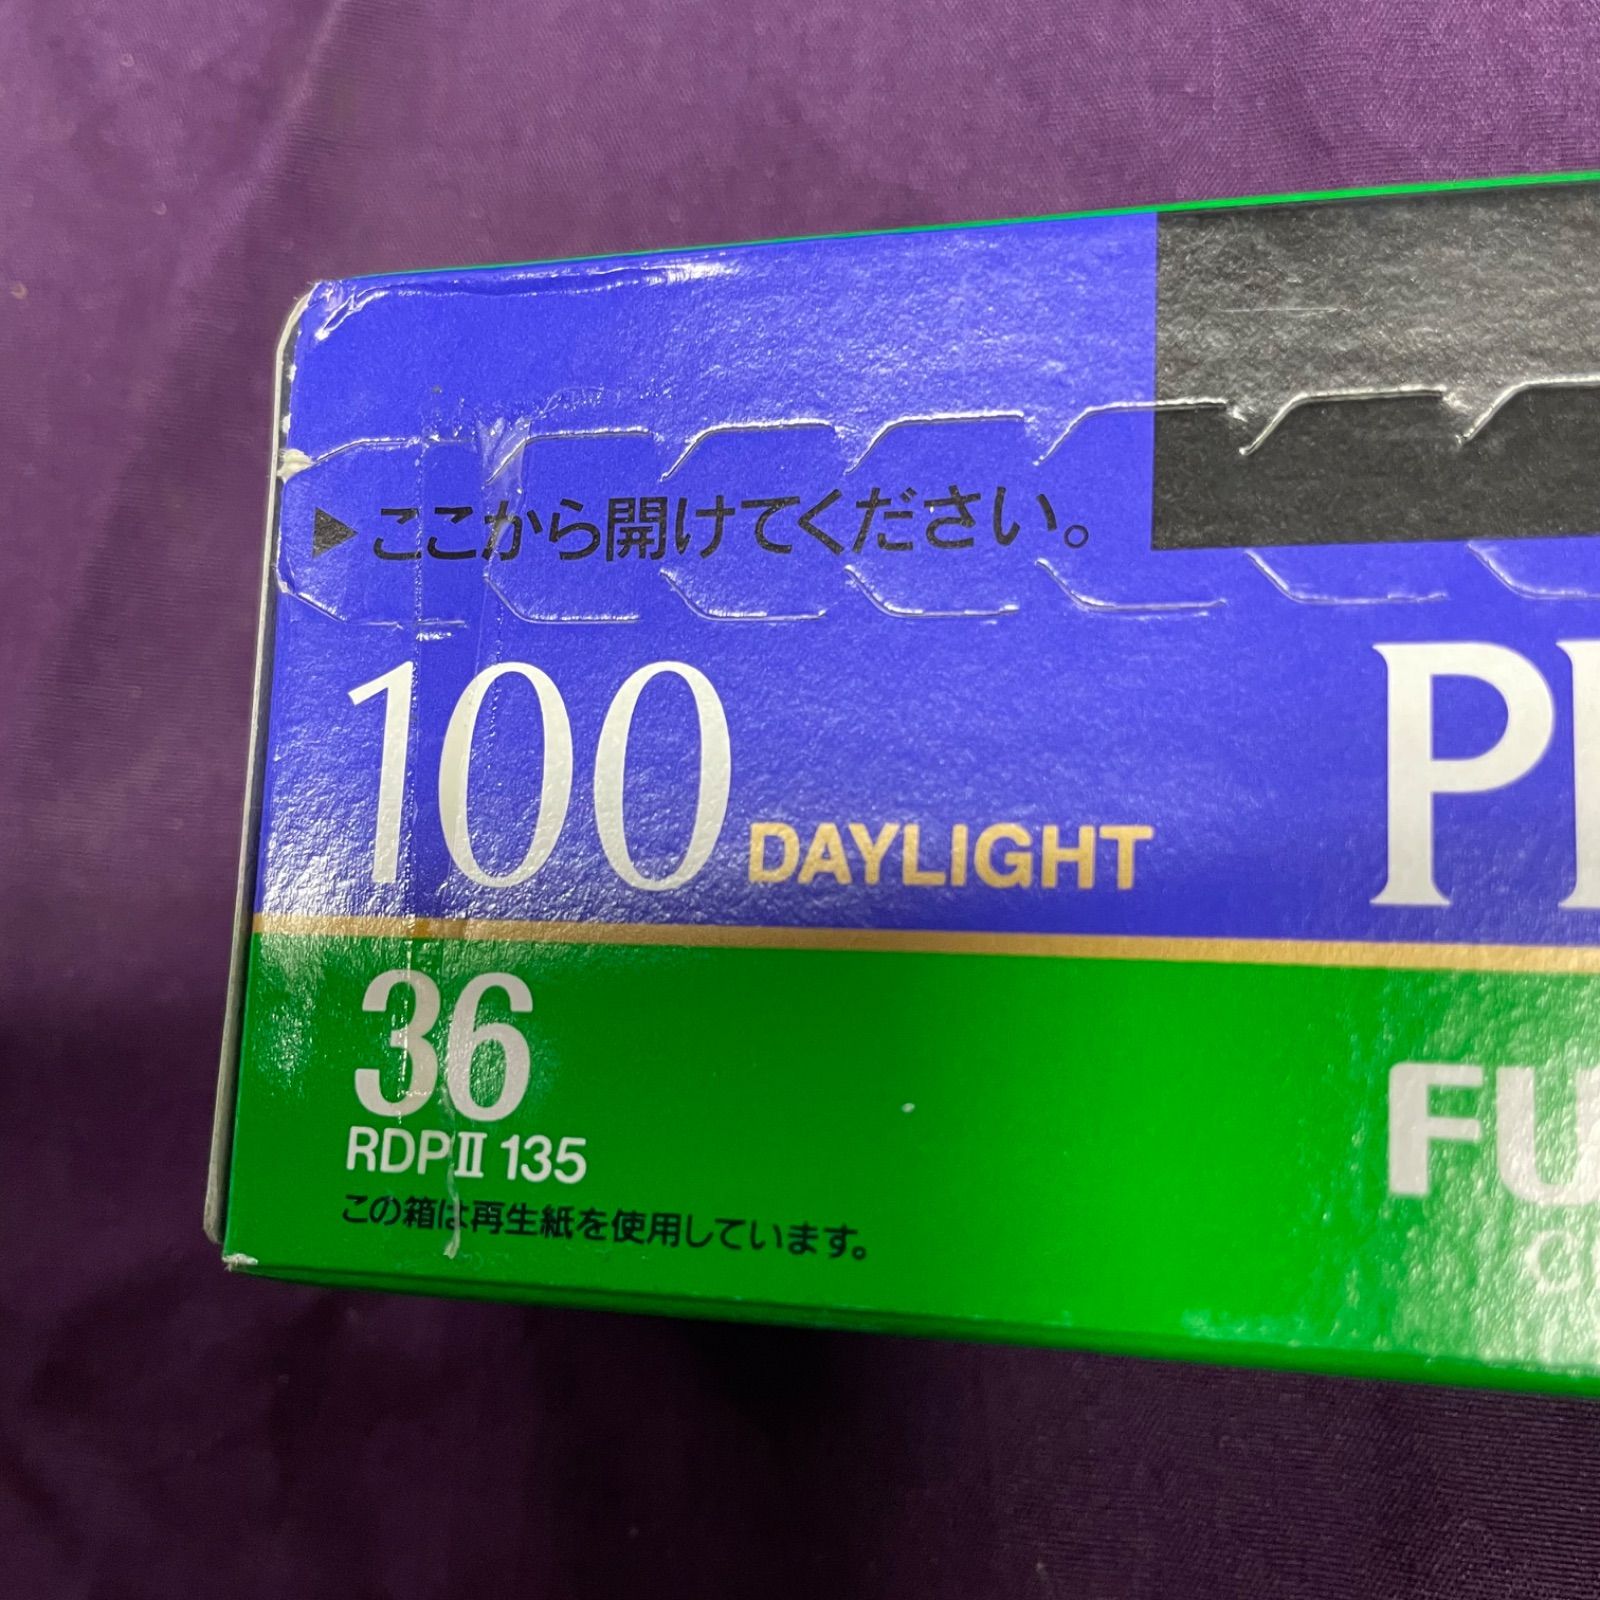 ▶ここから開けてください。
100 DAYLIGHT
36
RDPⅡ 135
この箱は再生紙を使用しています。